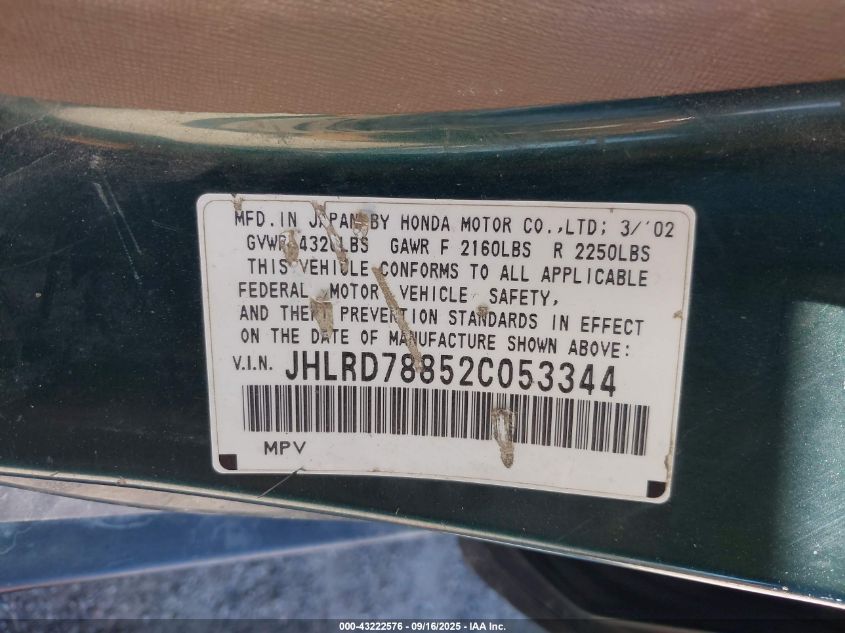 MFD. IN JAPAN BY HONDA MOTOR CO.,LTD; 3/'02
GVWR 4320LBS GAWR F 2160LBS R 2250LBS
THIS VEHICLE CONFORMS TO ALL APPLICABLE
FEDERAL MOTOR VEHICLE SAFETY,
AND THEFT PREVENTION STANDARDS IN EFFECT
ON THE DATE OF MANUFACTURE SHOWN ABOVE:
V.I.N. JHLRD78852C053344
MPV
000-43222576 - 09/16/2025 - IAA Inc.